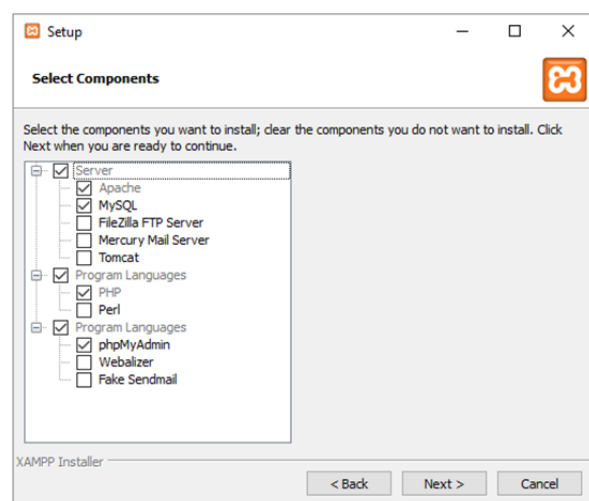 Setup
Select Components
Select the components you want to install; clear the components you do not want to install. Click
Next when you are ready to continue.
Server
Apache
MySQL
FileZilla FTP Server
Mercury Mail Server
Tomcat
Program Languages
PHP
Perl
Program Languages
phpMyAdmin
Webalizer
Fake Sendmail
XAMPP Installer
< Back
Next >
Cancel